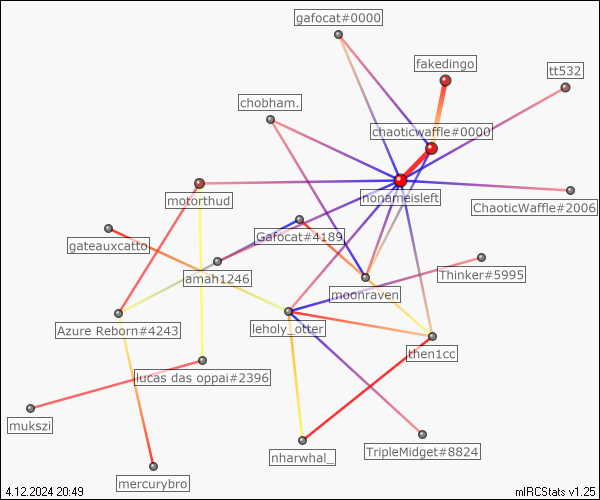 gafocat#0000
fakedingo
tt532
chobham.
chaoticwaffle#0000
motorthud
nonameisleft
ChaoticWaffle#2006
gateauxcatto
Gafocat#4189
amah1246
Thinker#5995
moonraven
Azure Reborn#4243
leholy_otter
then1cc
lucas das oppai#2396
mukszi
nharwhal_
TripleMidget#8824
mercurybro
4.12.2024 20:49
mIRCStats v1.25